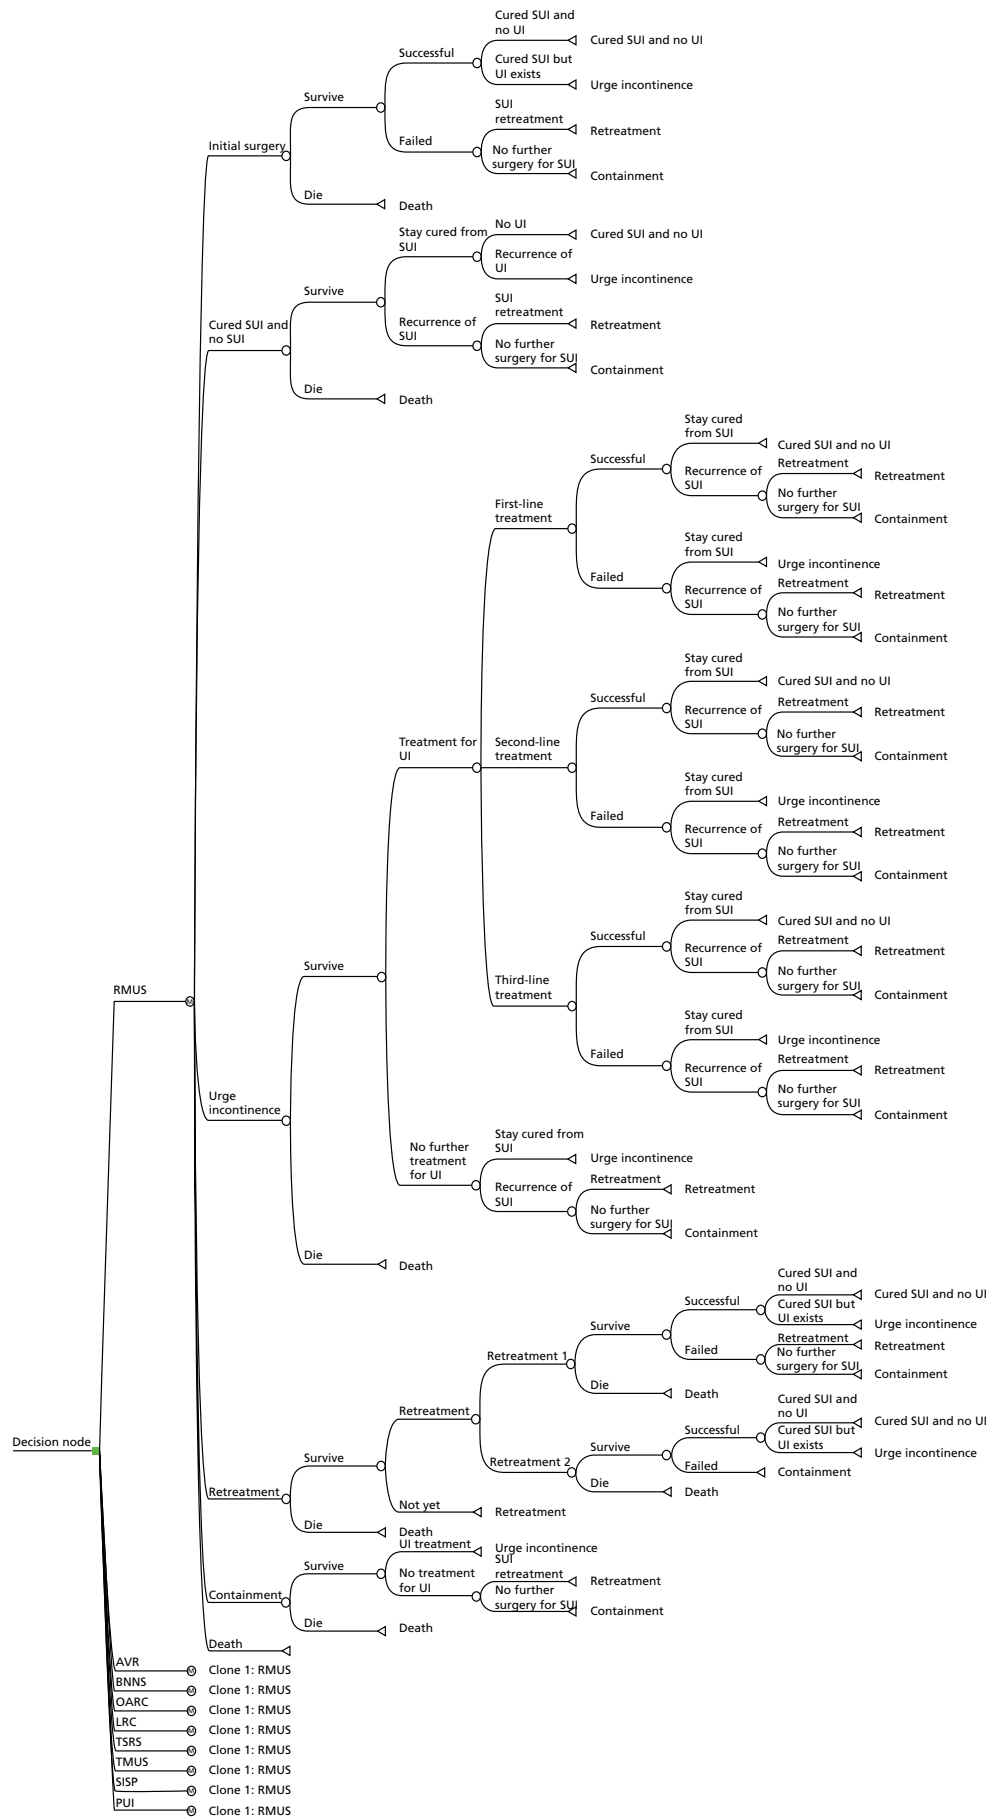 Cured SUI and
no UI
Cured SUI and no UI
Successful
Cured SUI but
UI exists
Urge incontinence
Survive
SUI
retreatment
Retreatment
Failed
No further
surgery for SUI
Containment
Initial surgery
Die
Death
No UI
Cured SUI and no UI
Stay cured from
SUI
Recurrence of
UI
Urge incontinence
Survive
SUI
retreatment
Retreatment
Recurrence of
SUI
No further
surgery for SUI
Containment
Cured SUI and
no SUI
Die
Death
Stay cured
from SUI
Cured SUI and no UI
Successful
Recurrence of
SUI
Retreatment
Retreatment
No further
surgery for SUI
Containment
First-line
treatment
Stay cured
from SUI
Urge incontinence
Failed
Recurrence of
SUI
Retreatment
Retreatment
No further
surgery for SUI
Containment
Stay cured
from SUI
Cured SUI and no UI
Successful
Recurrence of
SUI
Retreatment
Retreatment
No further
surgery for SUI
Containment
Treatment for
UI
Second-line
treatment
Stay cured
from SUI
Urge incontinence
Failed
Recurrence of
SUI
Retreatment
Retreatment
No further
surgery for SUI
Containment
Stay cured
from SUI
Cured SUI and no UI
Successful
Recurrence of
SUI
Retreatment
Retreatment
No further
surgery for SUI
Containment
Survive
Third-line
treatment
Stay cured
from SUI
Urge incontinence
Failed
Recurrence of
SUI
Retreatment
Retreatment
No further
surgery for SUI
Containment
RMUS
M
Urge
incontinence
No further
treatment
for UI
Stay cured from
SUI
Urge incontinence
Recurrence of
SUI
Retreatment
Retreatment
No further
surgery for SUI
Containment
Die
Death
Cured SUI and
no UI
Cured SUI and no UI
Successful
Cured SUI but
UI exists
Urge incontinence
Survive
Retreatment
Retreatment
Failed
No further
surgery for SUI
Containment
Retreatment 1
Die
Death
Retreatment
Cured SUI and
no UI
Cured SUI and no UI
Successful
Cured SUI but
UI exists
Urge incontinence
Decision node
Survive
Survive
Failed
Containment
Retreatment 2
Die
Death
Retreatment
Not yet
Retreatment
Die
Death
UI treatment
Urge incontinence
Survive
No treatment
for UI
SUI
retreatment
Retreatment
No further
surgery for SUI
Containment
Containment
Die
Death
Death
AVR
M
Clone 1: RMUS
BNNS
M
Clone 1: RMUS
OARC
M
Clone 1: RMUS
LRC
M
Clone 1: RMUS
TSRS
M
Clone 1: RMUS
TMUS
M
Clone 1: RMUS
SISP
M
Clone 1: RMUS
PUI
M
Clone 1: RMUS